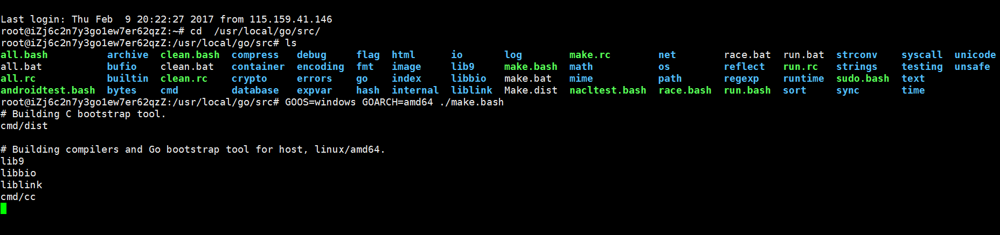 Last login: Thu Feb  9 20:22:27 2017 from 115.159.41.146
root@iZj6c2n7y3go1ew7er62qzZ:~# cd  /usr/local/go/src/
root@iZj6c2n7y3go1ew7er62qzZ:/usr/local/go/src# ls
all.bash          archive  clean.bash  compress   debug     flag  html      io       log        make.rc        net        race.bat  run.bat  strconv    syscall  unicode
all.bat           bufio    clean.bat   container  encoding  fmt   image     lib9     make.bash  math           os         reflect   run.rc   strings    testing  unsafe
all.rc            builtin  clean.rc    crypto     errors    go    index     libbio   make.bat   mime           path       regexp    runtime  sudo.bash  text
androidtest.bash  bytes    cmd         database   expvar    hash  internal  liblink  Make.dist  nacltest.bash  race.bash  run.bash  sort     sync       time
root@iZj6c2n7y3go1ew7er62qzZ:/usr/local/go/src# GOOS=windows GOARCH=amd64 ./make.bash
# Building C bootstrap tool.
cmd/dist

# Building compilers and Go bootstrap tool for host, linux/amd64.
lib9
libbio
liblink
cmd/cc